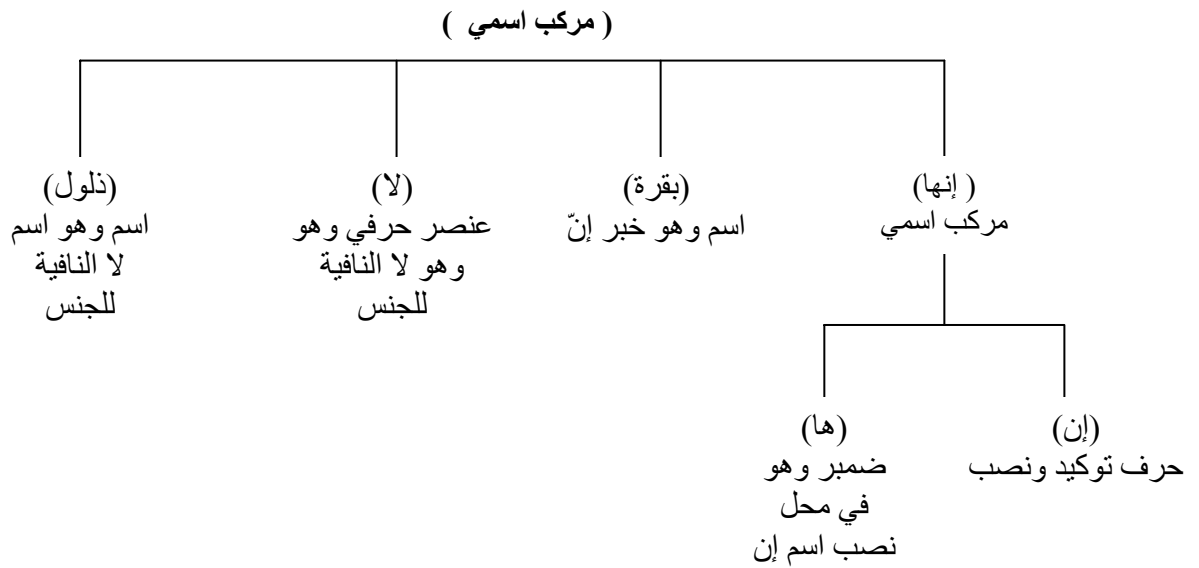 ( مركب اسمي )
( إنها)
مركب اسمي
(بقرة)
اسم وهو خبر إنّ
(لا)
عنصر حرفي وهو
وهو لا النافية
للجنس
(ذلول)
اسم وهو اسم
لا النافية
للجنس
(إن)
حرف توكيد ونصب
(ها)
ضمبر وهو
في محل
نصب اسم إن